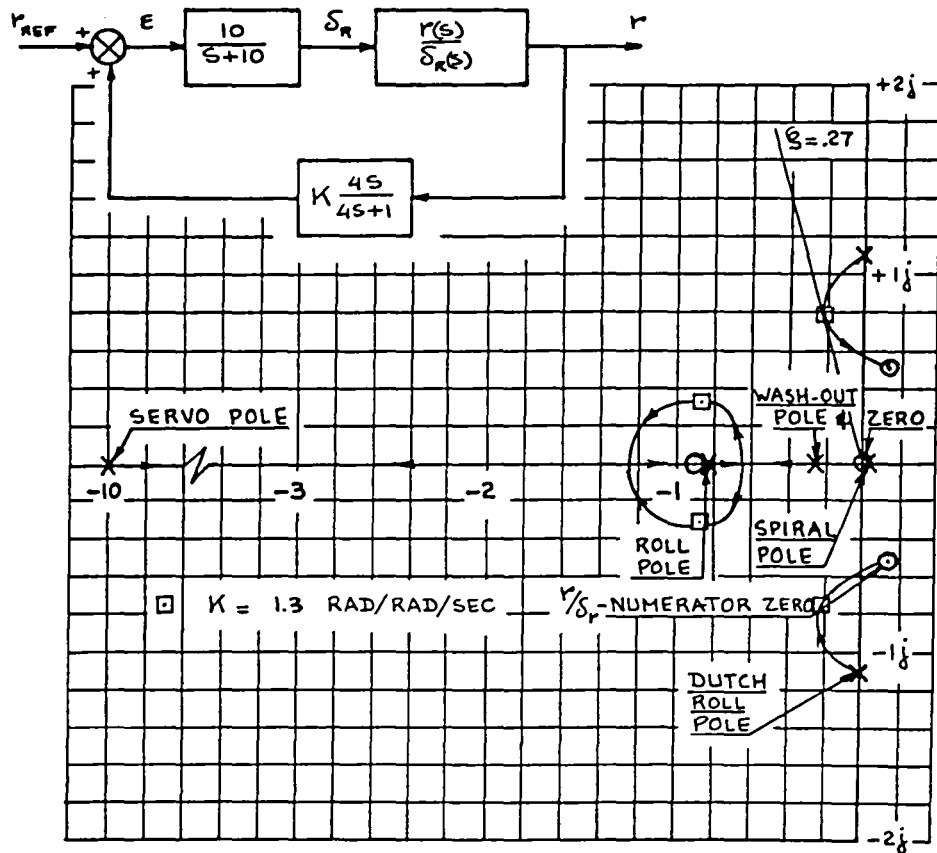 r_REF + E 10 δ_R r(s) r
S+10 δ_R(s)
+
+2j
ξ=.27
K 4S
4S+1
+1j
WASH-OUT
POLE & ZERO
SERVO POLE
-10 -3 -2 -1
ROLL
POLE
SPIRAL
POLE
⊡ K = 1.3 RAD/RAD/SEC r/δ_r-NUMERATOR ZERO
-1j
DUTCH
ROLL
POLE
-2j